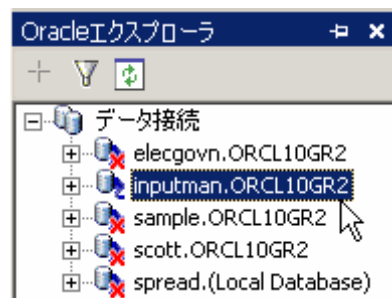 Oracleエクスプローラ
データ接続
elecgovn.ORCL10GR2
inputman.ORCL10GR2
sample.ORCL10GR2
scott.ORCL10GR2
spread.(Local Database)